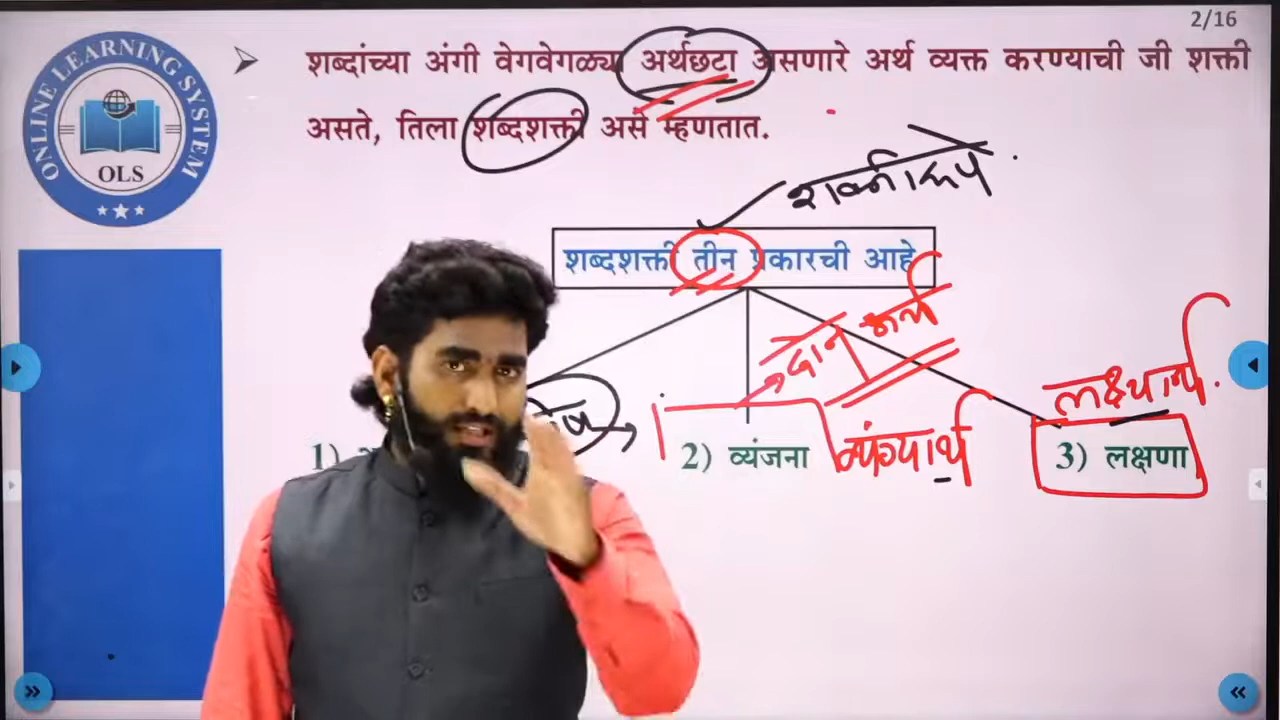 2/16
ONLINE LEARNING SYSTEM
OLS
शब्दांच्या अंगी वेगवेगळ्या अर्थछटा असणारे अर्थ व्यक्त करण्याची जी शक्ती
असते, तिला शब्दशक्ती असे म्हणतात.
शब्दशक्ती तीन प्रकारची आहे
दोन अर्थ
लक्ष्यार्थ.
1)
2) व्यंजना
व्यंग्यार्थ
3) लक्षणा